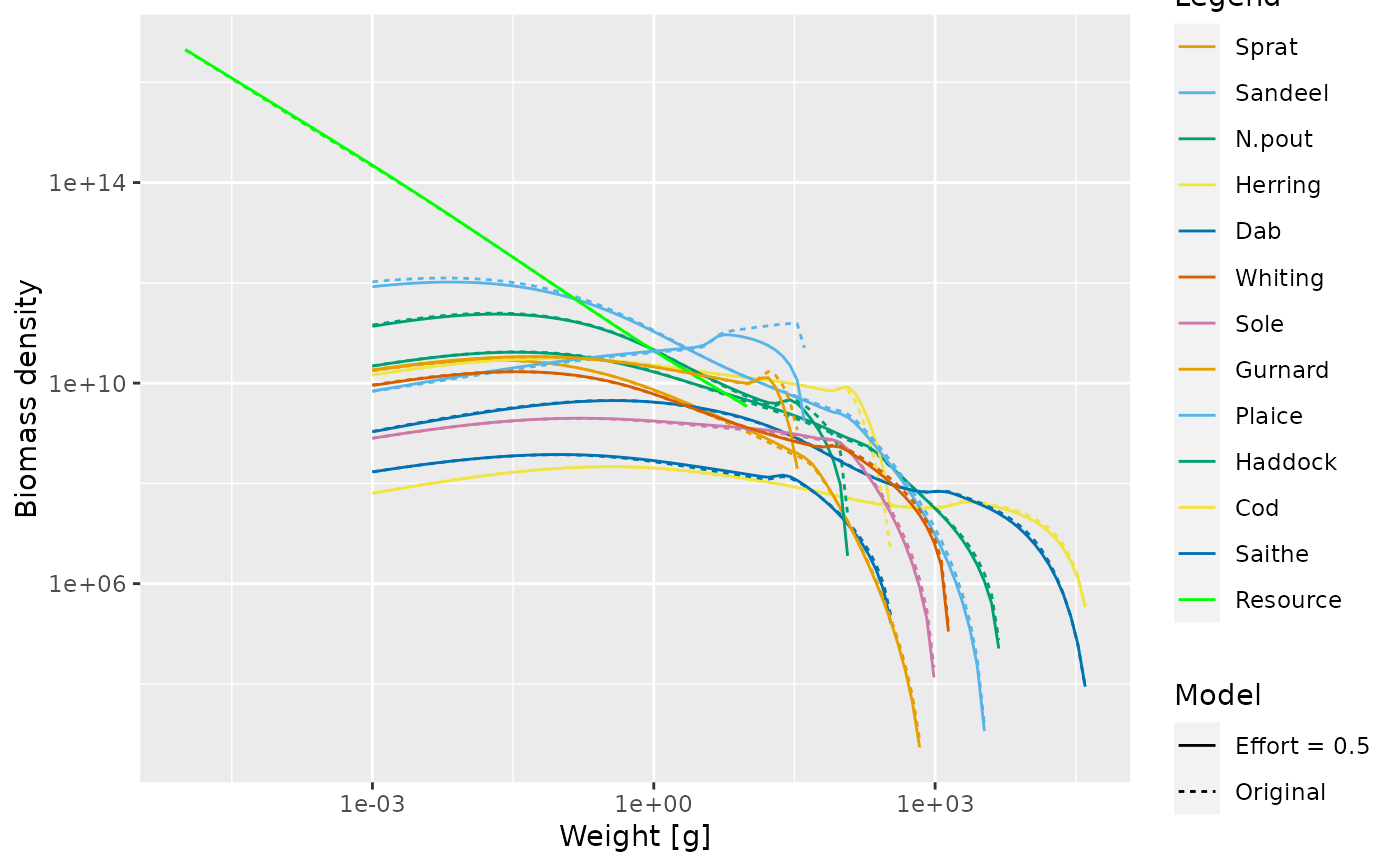 Legend
Sprat
Sandeel
N.pout
Herring
Dab
Whiting
Sole
Gurnard
Plaice
Haddock
Cod
Saithe
Resource
Model
Effort = 0.5
Original
Biomass density
1e+14
1e+10
1e+06
1e-03
1e+00
1e+03
Weight [g]